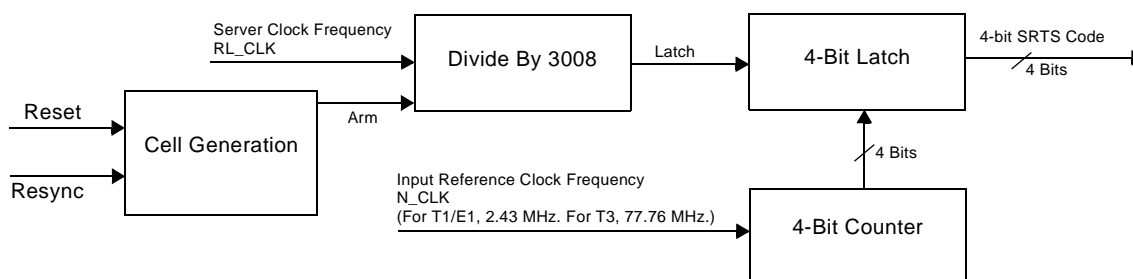 Server Clock Frequency
RL_CLK
Divide By 3008
Latch
4-Bit Latch
4-bit SRTS Code
4 Bits
Reset
Resync
Cell Generation
Arm
4 Bits
Input Reference Clock Frequency
N_CLK
(For T1/E1, 2.43 MHz. For T3, 77.76 MHz.)
4-Bit Counter